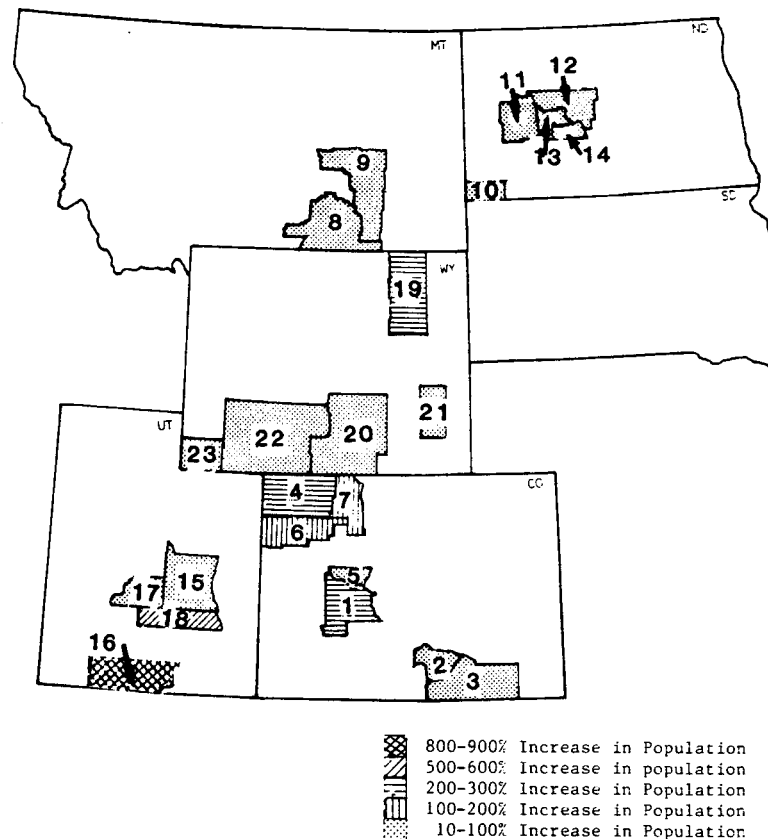 MT
ND
11
12
13
14
9
10
SD
8
WY
19
21
UT
22
20
23
CO
4
7
6
15
17
5
1
18
16
2
3
800-900% Increase in Population
500-600% Increase in population
200-300% Increase in Population
100-200% Increase in Population
10-100% Increase in Population